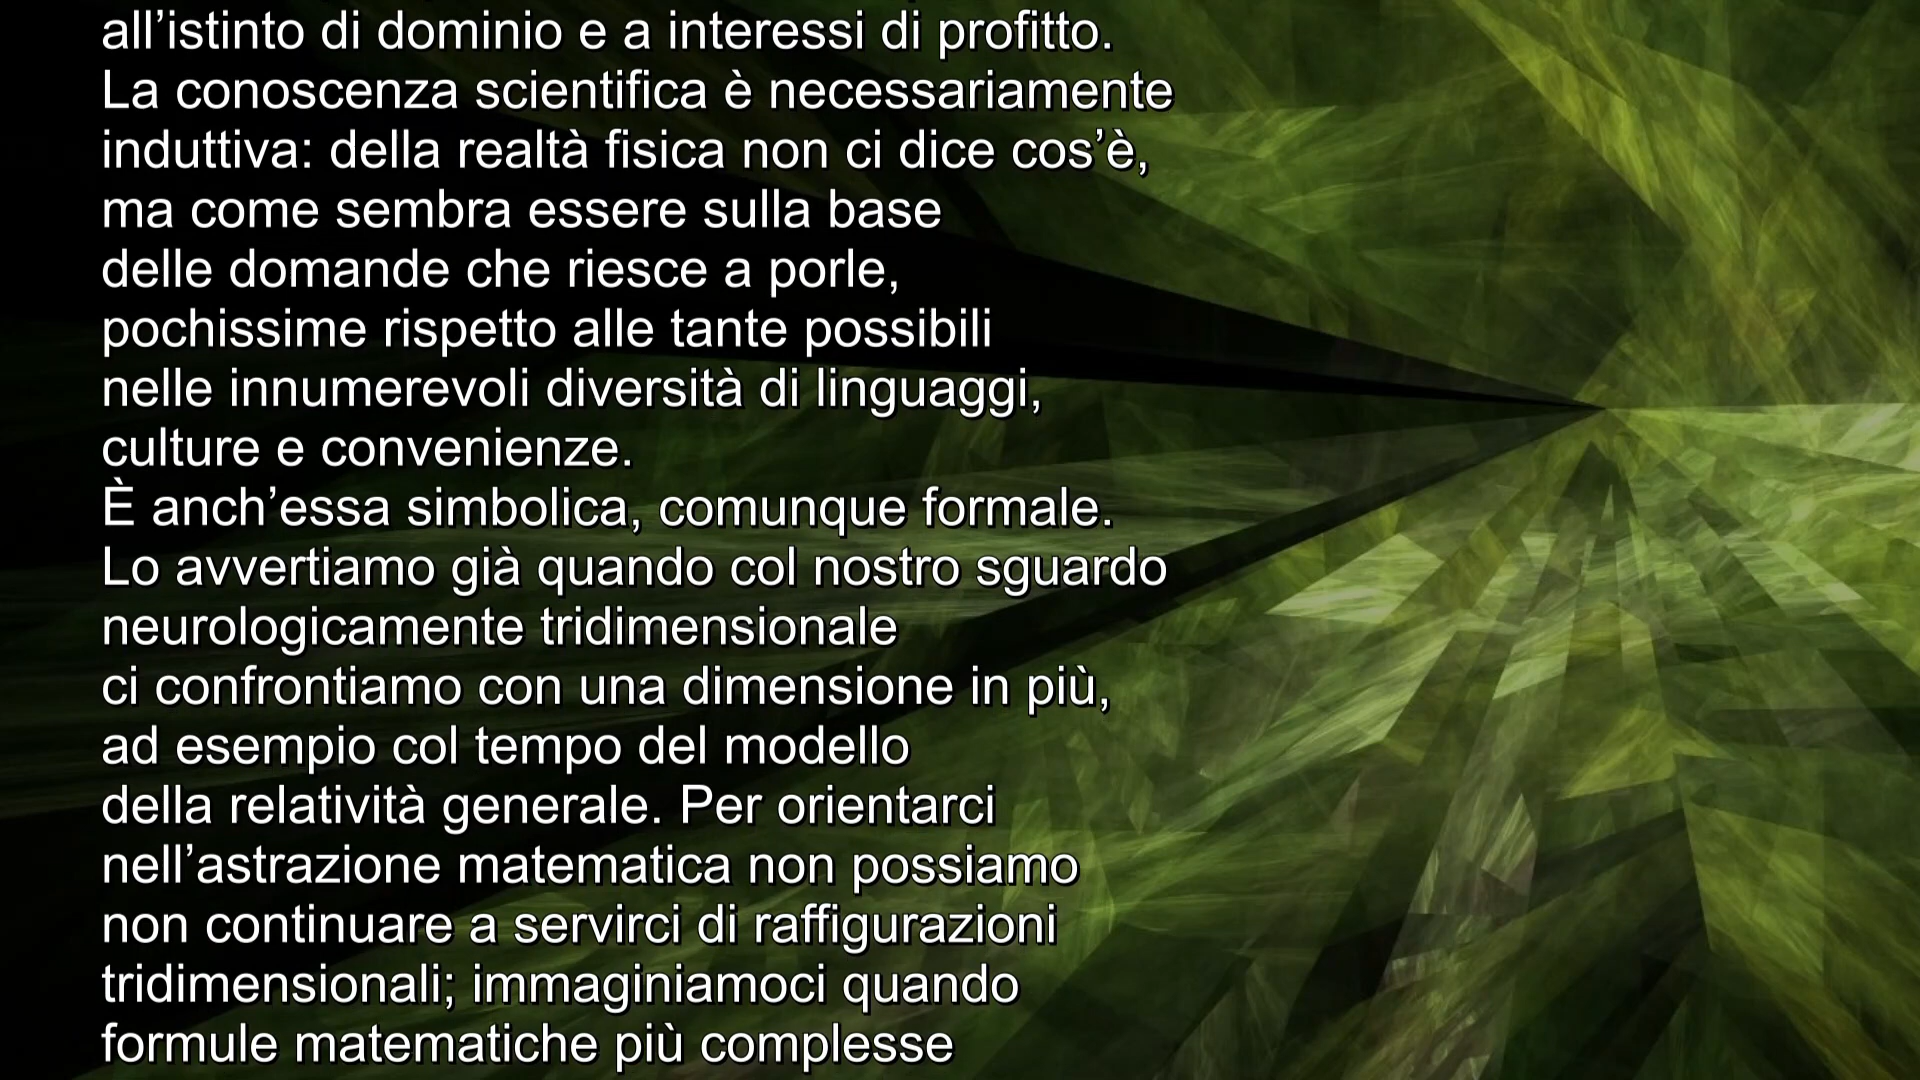 all’istinto di dominio e a interessi di profitto.
La conoscenza scientifica è necessariamente
induttiva: della realtà fisica non ci dice cos’è,
ma come sembra essere sulla base
delle domande che riesce a porle,
pochissime rispetto alle tante possibili
nelle innumerevoli diversità di linguaggi,
culture e convenienze.
È anch’essa simbolica, comunque formale.
Lo avvertiamo già quando col nostro sguardo
neurologicamente tridimensionale
ci confrontiamo con una dimensione in più,
ad esempio col tempo del modello
della relatività generale. Per orientarci
nell’astrazione matematica non possiamo
non continuare a servirci di raffigurazioni
tridimensionali; immaginiamoci quando
formule matematiche più complesse